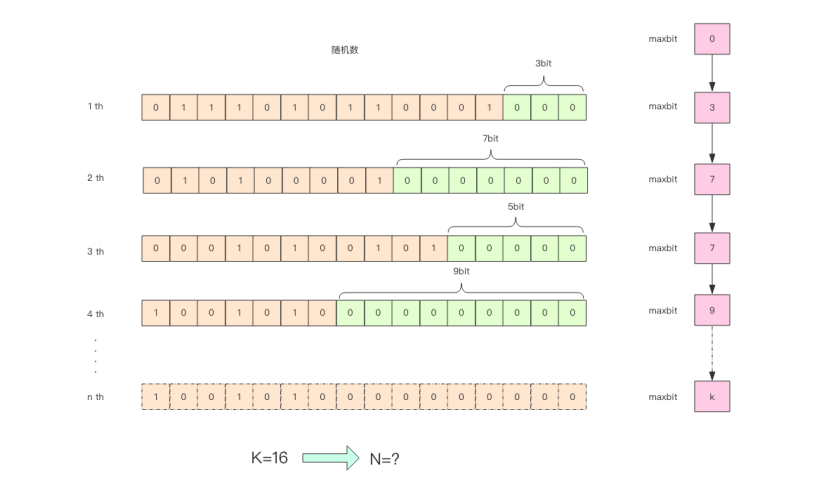 maxbit 0
随机数
3bit
1 th 0 1 1 1 0 1 0 1 1 0 0 0 1 0 0 0 maxbit 3
7bit
2 th 0 1 0 1 0 0 0 0 1 0 0 0 0 0 0 0 maxbit 7
5bit
3 th 0 0 0 1 0 1 0 0 1 0 1 0 0 0 0 0 maxbit 7
9bit
4 th 1 0 0 1 0 1 0 0 0 0 0 0 0 0 0 0 maxbit 9
n th 1 0 0 1 0 1 0 0 0 0 0 0 0 0 0 0 maxbit k
K=16 N=?